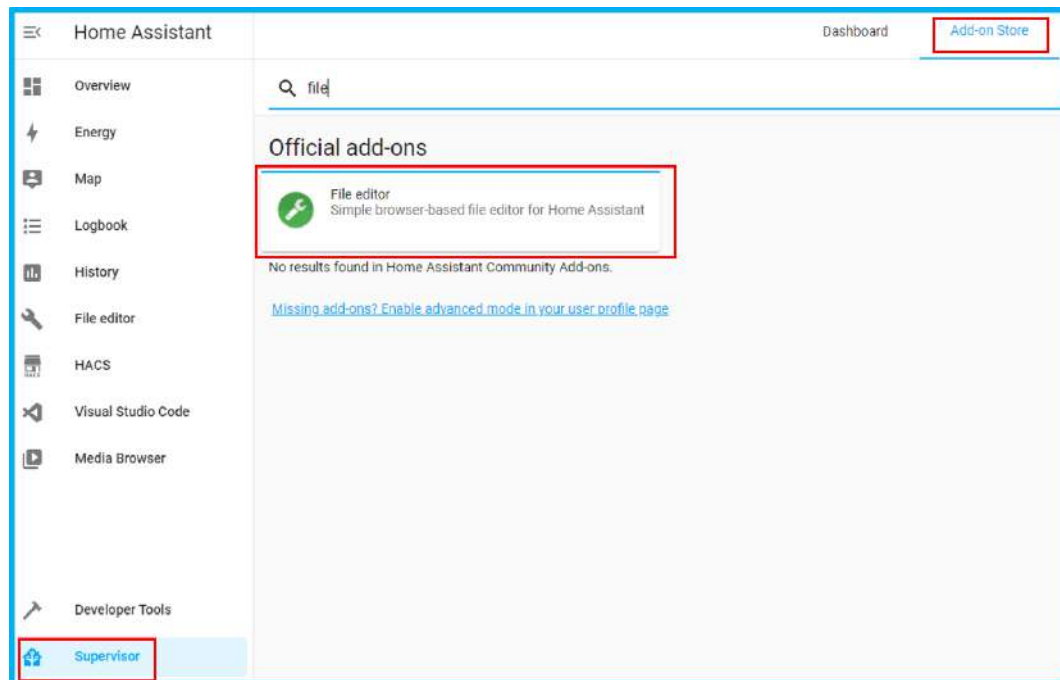 Home Assistant
Dashboard
Add-on Store
Overview
Energy
Map
Logbook
History
File editor
HACS
Visual Studio Code
Media Browser
Developer Tools
Supervisor
file
Official add-ons
File editor
Simple browser-based file editor for Home Assistant
No results found in Home Assistant Community Add-ons.
Missing add-ons? Enable advanced mode in your user profile page